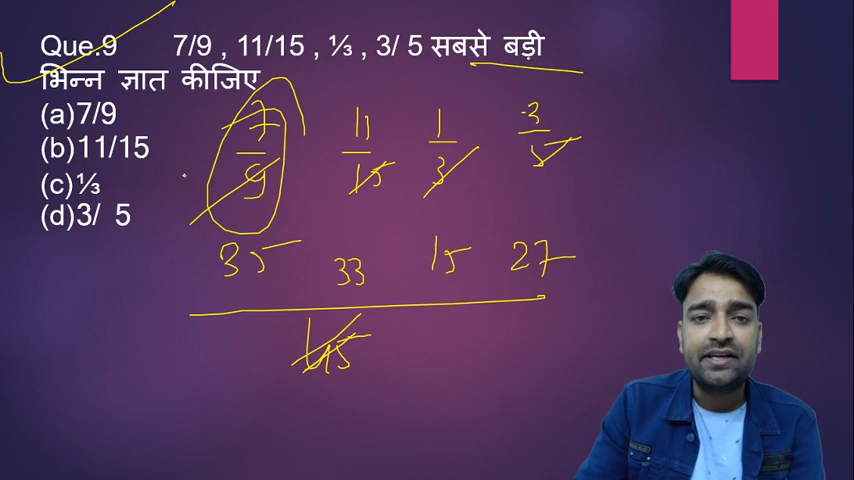 Que.9 7/9 , 11/15 , ⅓ , 3/ 5 सबसे बड़ी
भिन्न ज्ञात कीजिए
(a)7/9
(b)11/15
(c)⅓
(d)3/ 5
7 11 1 3
9 15 3 5
35 33 15 27
45